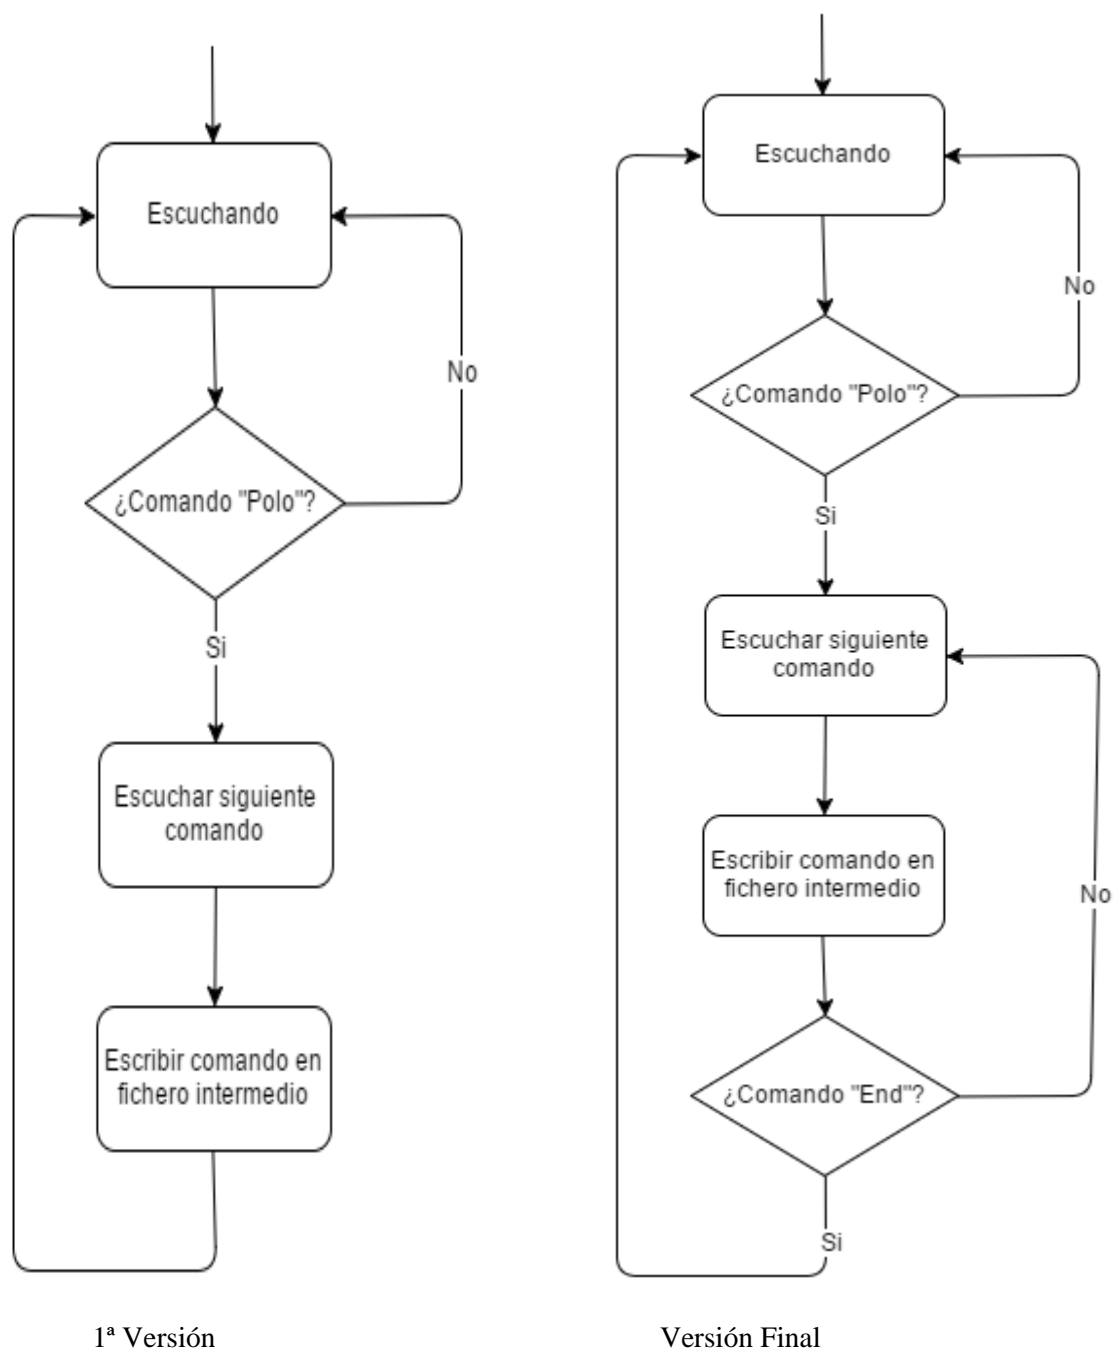 Escuchando
No
¿Comando "Polo"?
Si
Escuchar siguiente
comando
Escribir comando en
fichero intermedio
1ª Versión
Escuchando
No
¿Comando "Polo"?
Si
Escuchar siguiente
comando
Escribir comando en
fichero intermedio
No
¿Comando "End"?
Si
Versión Final